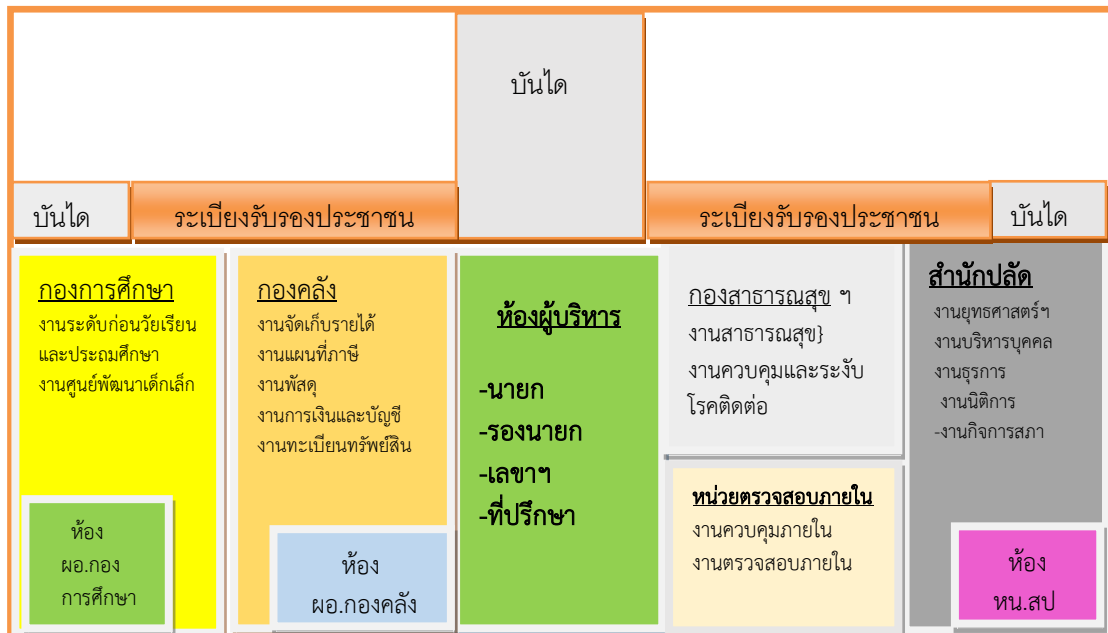 บันได
บันได
ระเบียงรับรองประชาชน
ระเบียงรับรองประชาชน
บันได
กองการศึกษา
งานระดับก่อนวัยเรียน
และประถมศึกษา
งานศูนย์พัฒนาเด็กเล็ก
ห้อง
ผอ.กอง
การศึกษา
กองคลัง
งานจัดเก็บรายได้
งานแผนที่ภาษี
งานพัสดุ
งานการเงินและบัญชี
งานทะเบียนทรัพย์สิน
ห้อง
ผอ.กองคลัง
ห้องผู้บริหาร
-นายก
-รองนายก
-เลขาฯ
-ที่ปรึกษา
กองสาธารณสุข ฯ
งานสาธารณสุข}
งานควบคุมและระงับ
โรคติดต่อ
หน่วยตรวจสอบภายใน
งานควบคุมภายใน
งานตรวจสอบภายใน
สำนักปลัด
งานยุทธศาสตร์ฯ
งานบริหารบุคคล
งานธุรการ
งานนิติการ
-งานกิจการสภา
ห้อง
หน.สป